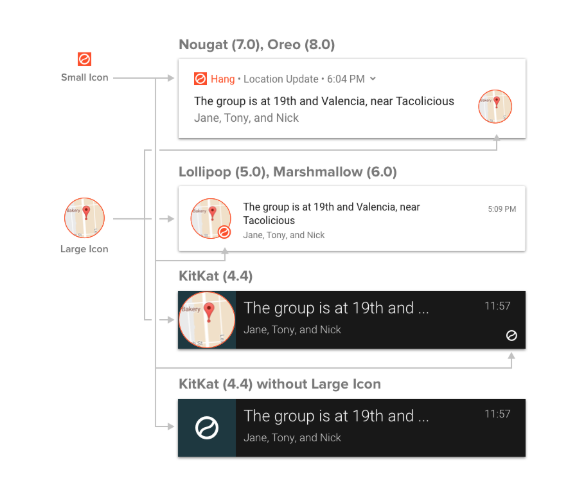 Nougat (7.0), Oreo (8.0)
Small Icon
Hang • Location Update • 6:04 PM
The group is at 19th and Valencia, near Tacolicious
Jane, Tony, and Nick
Bakery
Lollipop (5.0), Marshmallow (6.0)
Bakery
Large Icon
Bakery
The group is at 19th and Valencia, near
Tacolicious
5:09 PM
Jane, Tony, and Nick
KitKat (4.4)
Bakery
The group is at 19th and ...
11:57
Jane, Tony, and Nick
KitKat (4.4) without Large Icon
The group is at 19th and ...
11:57
Jane, Tony, and Nick